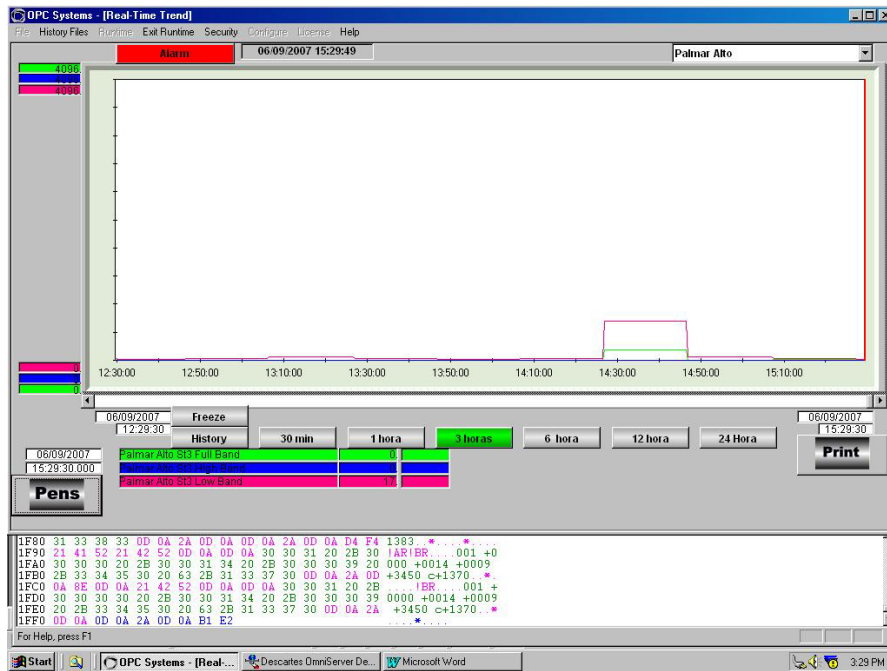 OPC Systems - [Real-Time Trend]
File History Files Runtime Exit Runtime Security Configure License Help
Alarm 06/09/2007 15:29:49 Palmar Alto
4096
4096
0
0
12:30:00 12:50:00 13:10:00 13:30:00 13:50:00 14:10:00 14:30:00 14:50:00 15:10:00
06/09/2007 Freeze 06/09/2007
12:29:30 15:29:30
History 30 min 1 hora 3 horas 6 hora 12 hora 24 Hora Print
06/09/2007 Palmar Alto St3 Full Band 0
15:29:30.000 Palmar Alto St3 High Band 0
Pens Palmar Alto St3 Low Band 17
1F80 31 33 38 33 0D 0A 2A 0D 0A 0D 0A 2A 0D 0A D4 F4 1383..*....*....
1F90 21 41 52 21 42 52 0D 0A 0D 0A 30 30 31 20 2B 30 !AR!BR....001 +0
1FA0 30 30 30 20 2B 30 30 31 34 20 2B 30 30 30 39 20 000 +0014 +0009
1FB0 2B 33 34 35 30 20 63 2B 31 33 37 30 0D 0A 2A 0D +3450 c+1370..*.
1FC0 0A 8E 0D 0A 21 42 52 0D 0A 0D 0A 30 30 31 20 2B ....!BR....001 +
1FD0 30 30 30 30 20 2B 30 30 31 34 20 2B 30 30 30 39 0000 +0014 +0009
1FE0 20 2B 33 34 35 30 20 63 2B 31 33 37 30 0D 0A 2A +3450 c+1370..*
1FF0 0D 0A 0D 0A 2A 0D 0A B1 E2 ....*....
For Help, press F1
Start OPC Systems - [Real-... Descartes OmniServer De... Microsoft Word 3:29 PM